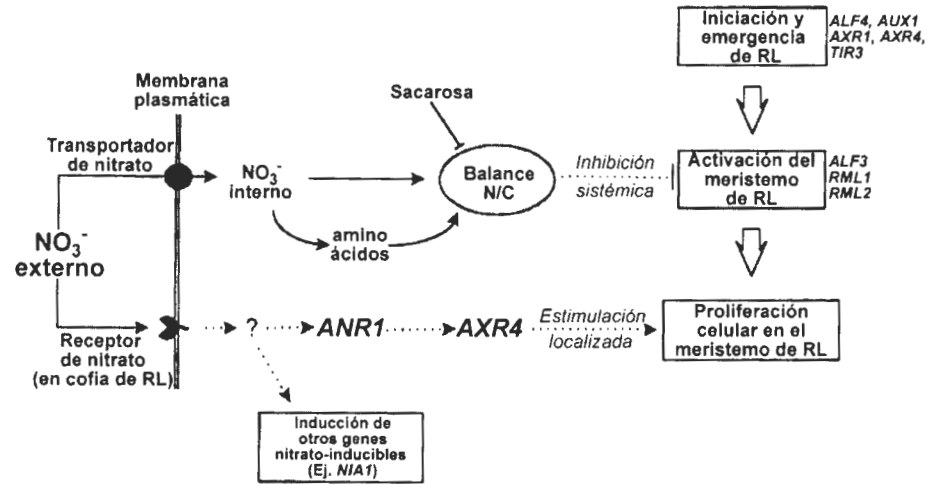 Iniciación y
emergencia
de RL
ALF4, AUX1
AXR1, AXR4,
TIR3
Membrana
plasmática
Sacarosa
Transportador
de nitrato
NO3-
interno
Balance
N/C
Inhibición
sistémica
Activación del
meristemo
de RL
ALF3
RML1
RML2
amino
ácidos
NO3-
externo
Receptor
de nitrato
(en cofia de RL)
?
ANR1
AXR4
Estimulación
localizada
Proliferación
celular en el
meristemo de RL
Inducción de
otros genes
nitrato-inducibles
(Ej. NIA1)